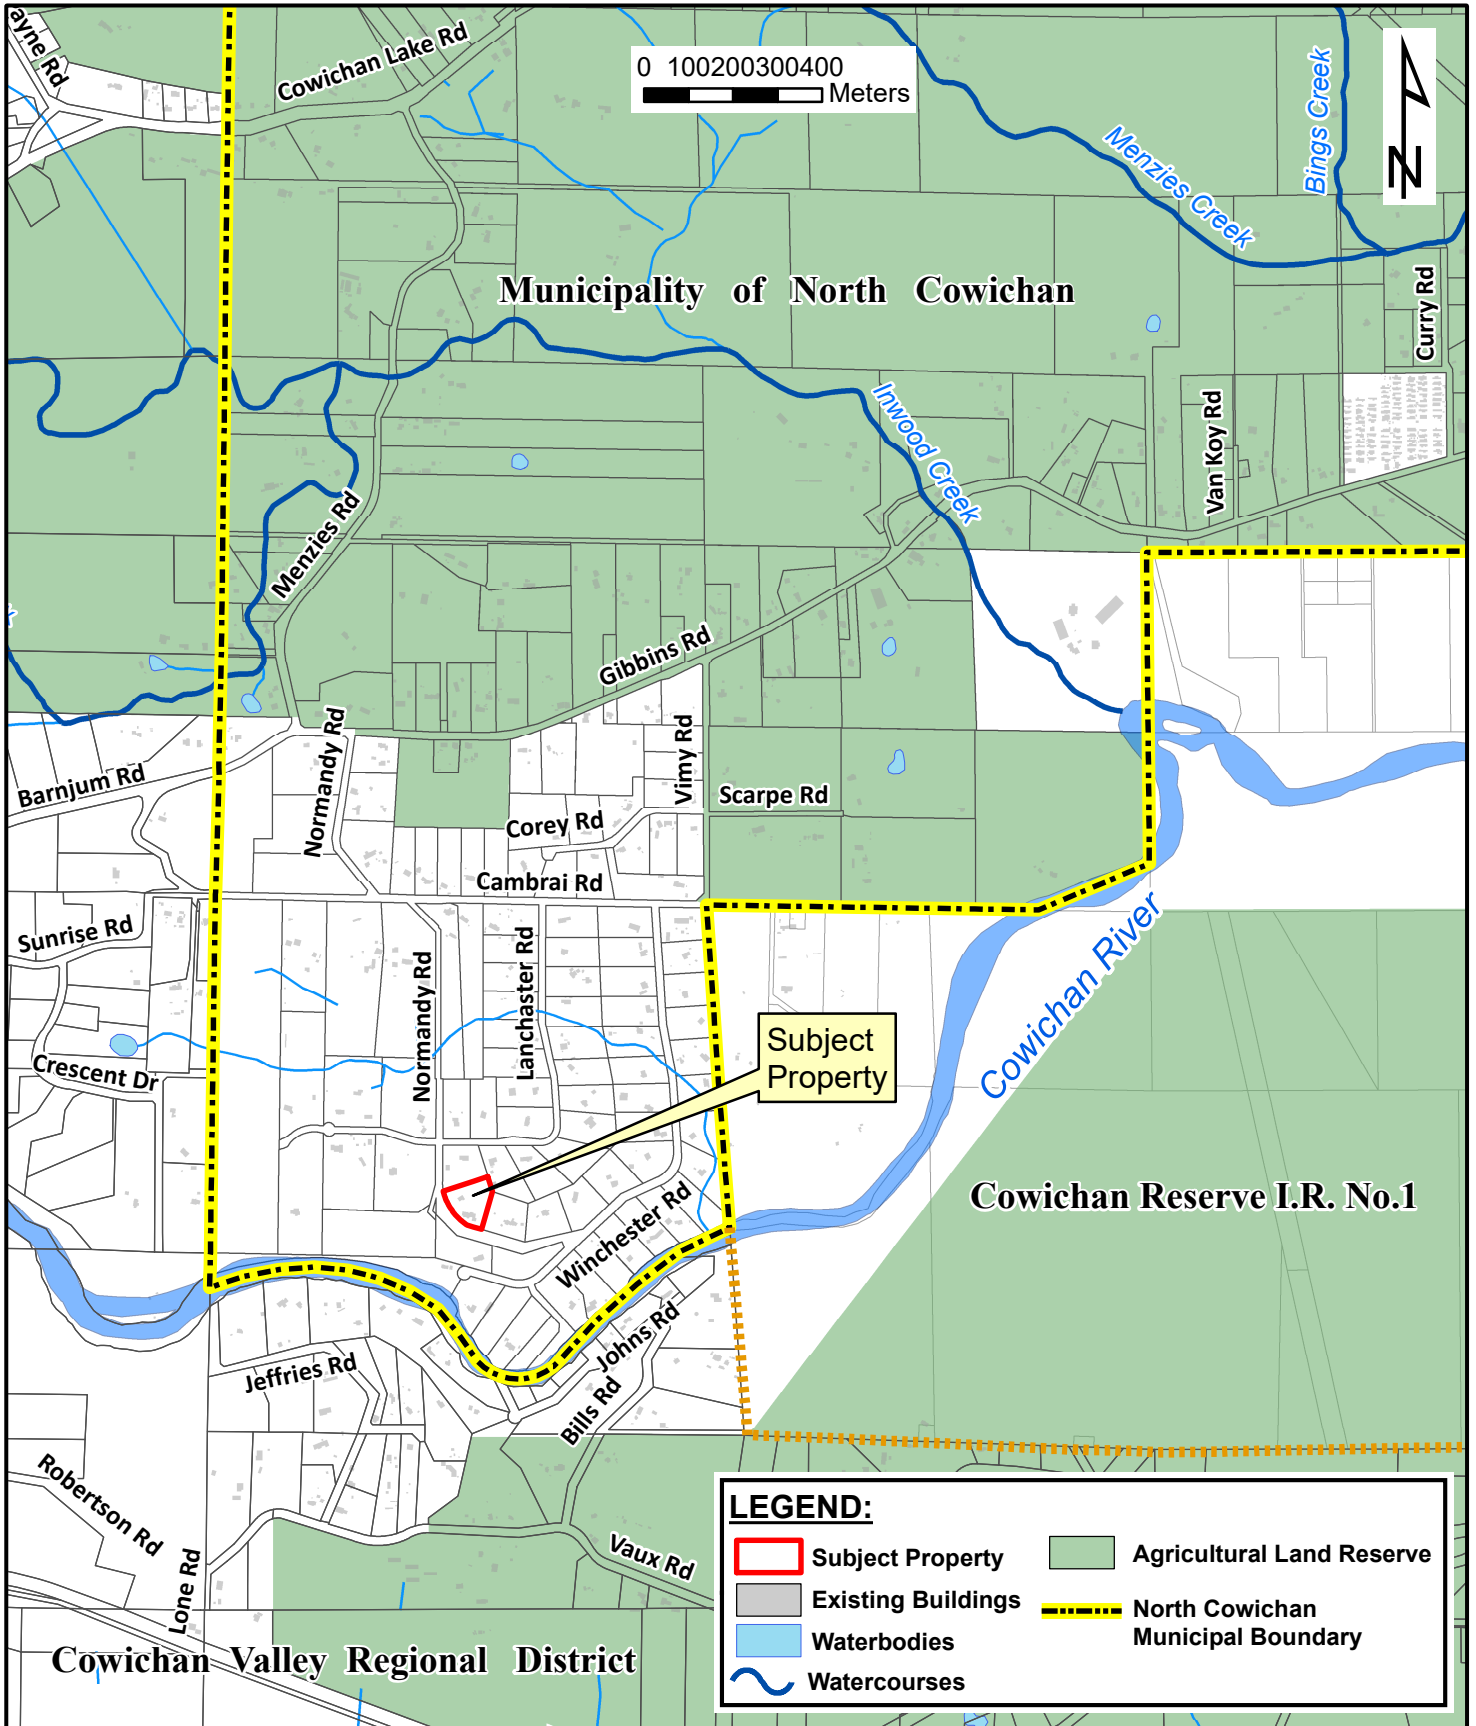 ayne Rd
Cowichan Lake Rd
0 100200300400
Meters
Menzies Creek
Bings Creek
N
Municipality of North Cowichan
Curry Rd
Inwood Creek
Van Koy Rd
Menzies Rd
k
Gibbins Rd
Normandy Rd
Vimy Rd
Barnjum Rd
Scarpe Rd
Corey Rd
Cambrai Rd
Sunrise Rd
Normandy Rd
Lanchaster Rd
Cowichan River
Subject
Property
Crescent Dr
Cowichan Reserve I.R. No.1
Winchester Rd
Johns Rd
Jeffries Rd
Bills Rd
Robertson Rd
Vaux Rd
Lone Rd
Cowichan Valley Regional District
LEGEND:
Subject Property
Existing Buildings
Waterbodies
Watercourses
Agricultural Land Reserve
North Cowichan
Municipal Boundary